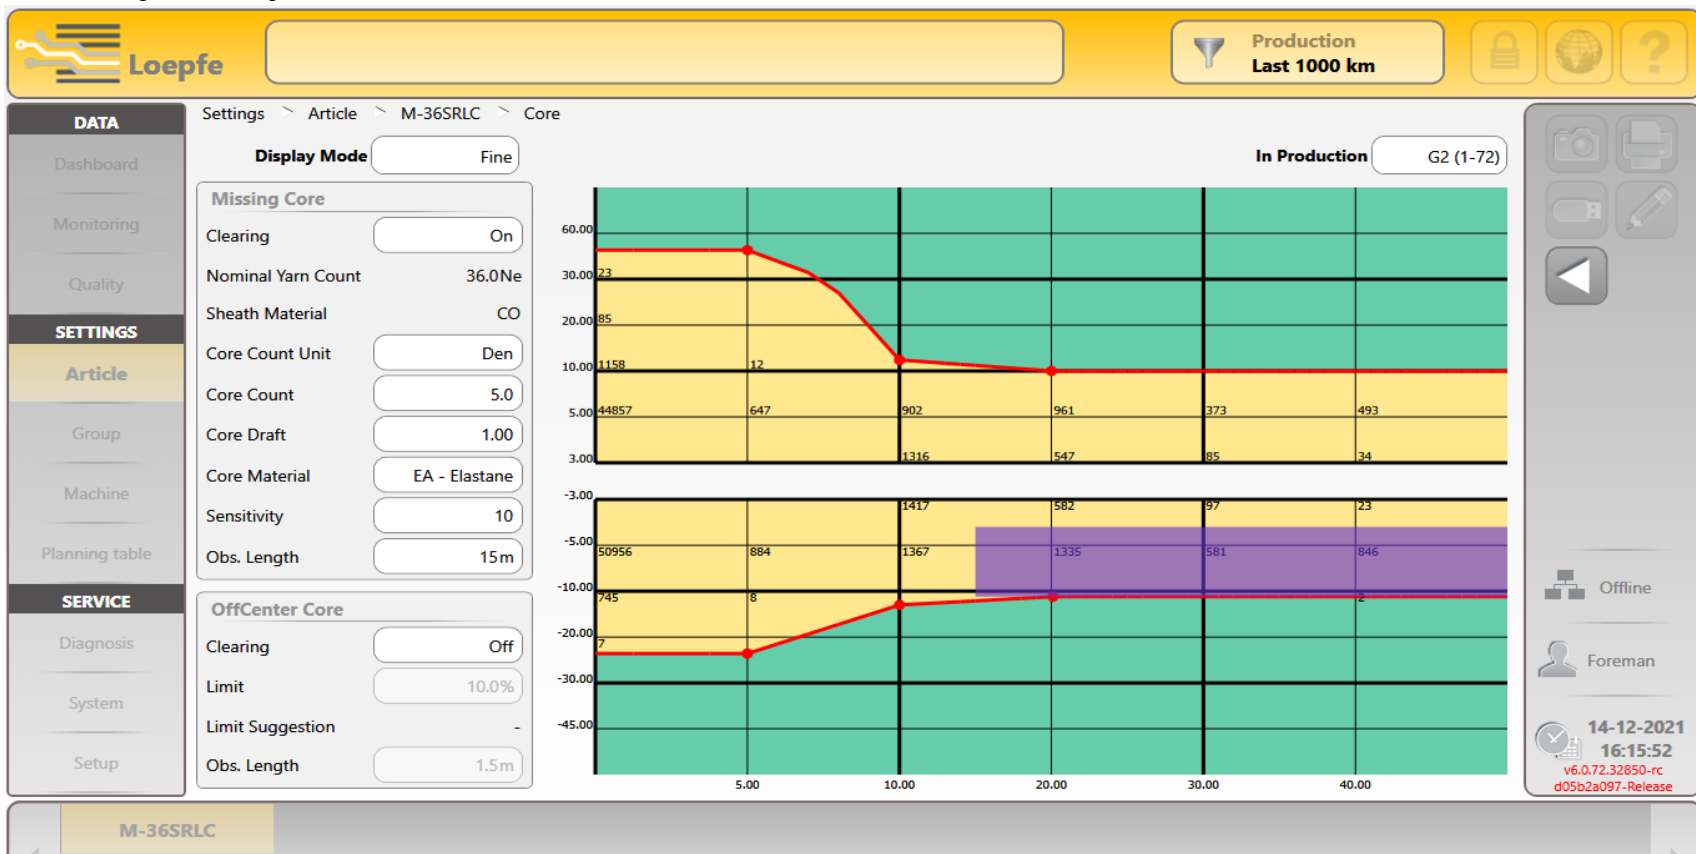 Loepfe
Production
Last 1000 km
?
DATA
Dashboard
Monitoring
Quality
SETTINGS
Article
Group
Machine
Planning table
SERVICE
Diagnosis
System
Setup
Settings > Article > M-36SRLC > Core
Display Mode Fine
In Production G2 (1-72)
Missing Core
Clearing On
Nominal Yarn Count 36.0Ne
Sheath Material CO
Core Count Unit Den
Core Count 5.0
Core Draft 1.00
Core Material EA - Elastane
Sensitivity 10
Obs. Length 15m
OffCenter Core
Clearing Off
Limit 10.0%
Limit Suggestion -
Obs. Length 1.5m
60.00
30.00 23
20.00 85
10.00 1158 12
5.00 44857 647 902 961 373 493
3.00 1316 547 85 34
-3.00 1417 582 97 23
-5.00 50956 884 1367 1335 581 846
-10.00 745 8 2
-20.00 7
-30.00
-45.00
5.00 10.00 20.00 30.00 40.00
Offline
Foreman
14-12-2021
16:15:52
v6.0.72.32850-rc
d05b2a097-Release
M-36SRLC